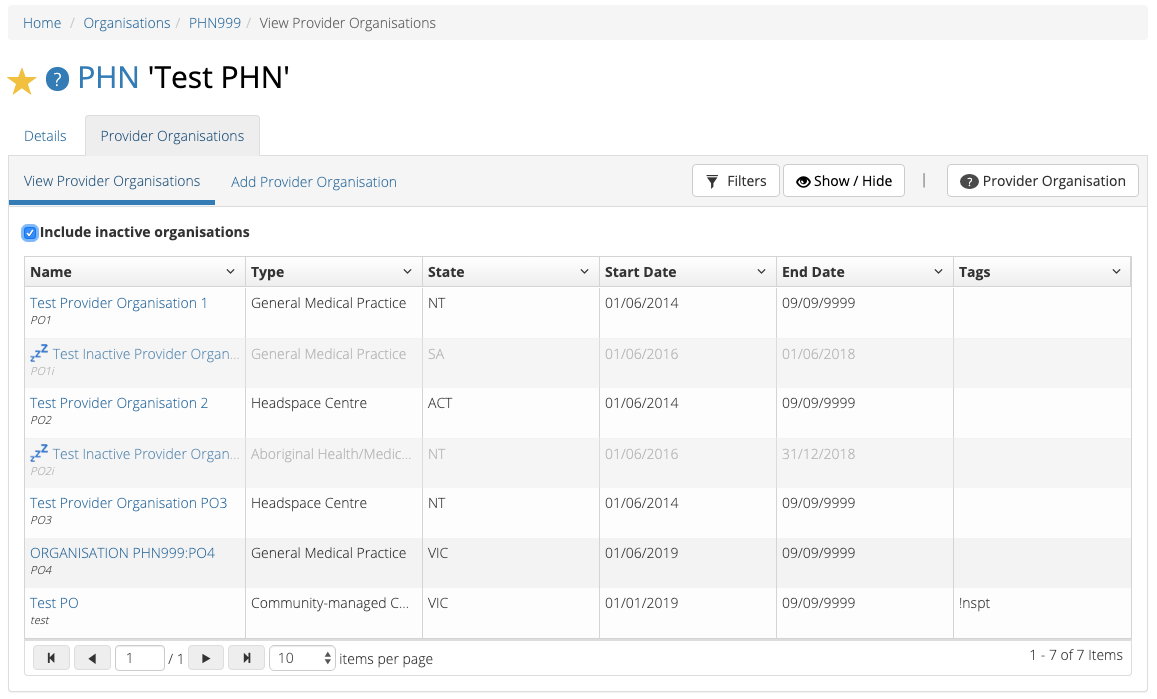 Home / Organisations / PHN999 / View Provider Organisations
? PHN 'Test PHN'
Details Provider Organisations
View Provider Organisations Add Provider Organisation Filters Show / Hide | ? Provider Organisation
Include inactive organisations
Name Type State Start Date End Date Tags
Test Provider Organisation 1 General Medical Practice NT 01/06/2014 09/09/9999
PO1
zzZ Test Inactive Provider Organ... General Medical Practice SA 01/06/2016 01/06/2018
PO1i
Test Provider Organisation 2 Headspace Centre ACT 01/06/2014 09/09/9999
PO2
zzZ Test Inactive Provider Organ... Aboriginal Health/Medic... NT 01/06/2016 31/12/2018
PO2i
Test Provider Organisation PO3 Headspace Centre NT 01/06/2014 09/09/9999
PO3
ORGANISATION PHN999:PO4 General Medical Practice VIC 01/06/2019 09/09/9999
PO4
Test PO Community-managed C... VIC 01/01/2019 09/09/9999 !nspt
test
1 / 1 10 items per page 1 - 7 of 7 Items